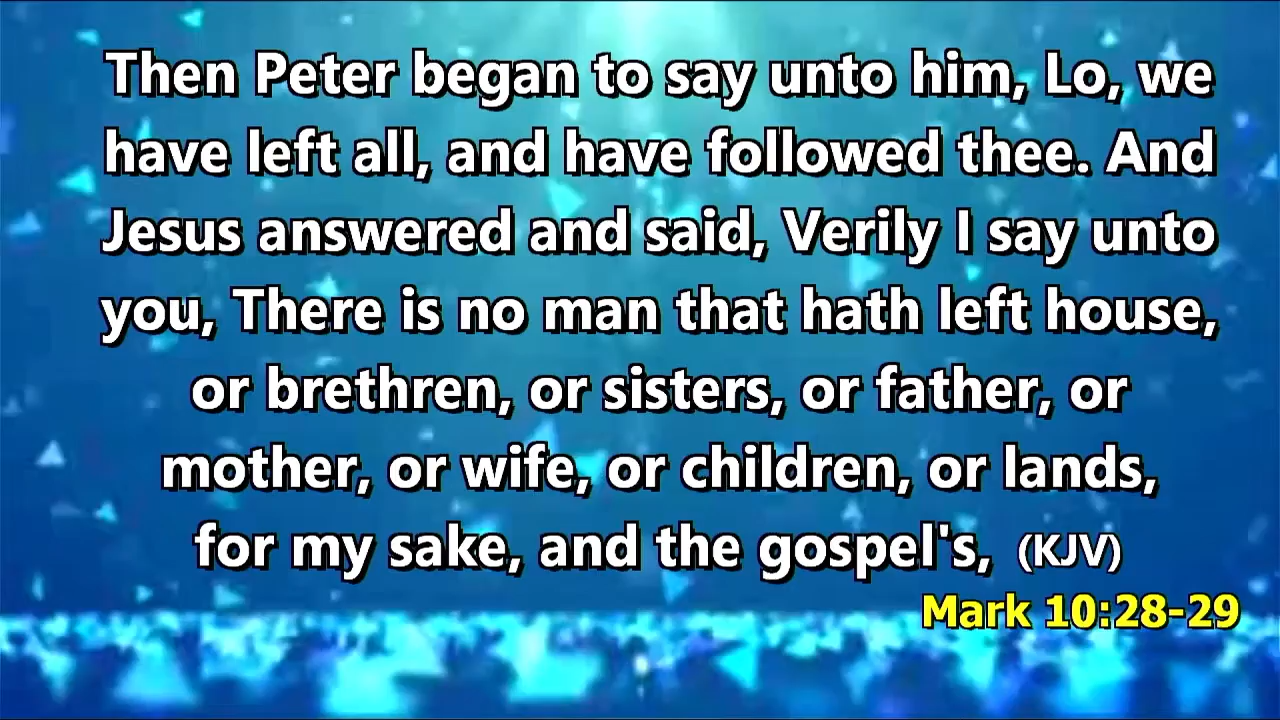 Then Peter began to say unto him, Lo, we
have left all, and have followed thee. And
Jesus answered and said, Verily I say unto
you, There is no man that hath left house,
or brethren, or sisters, or father, or
mother, or wife, or children, or lands,
for my sake, and the gospel's, (KJV)
Mark 10:28-29